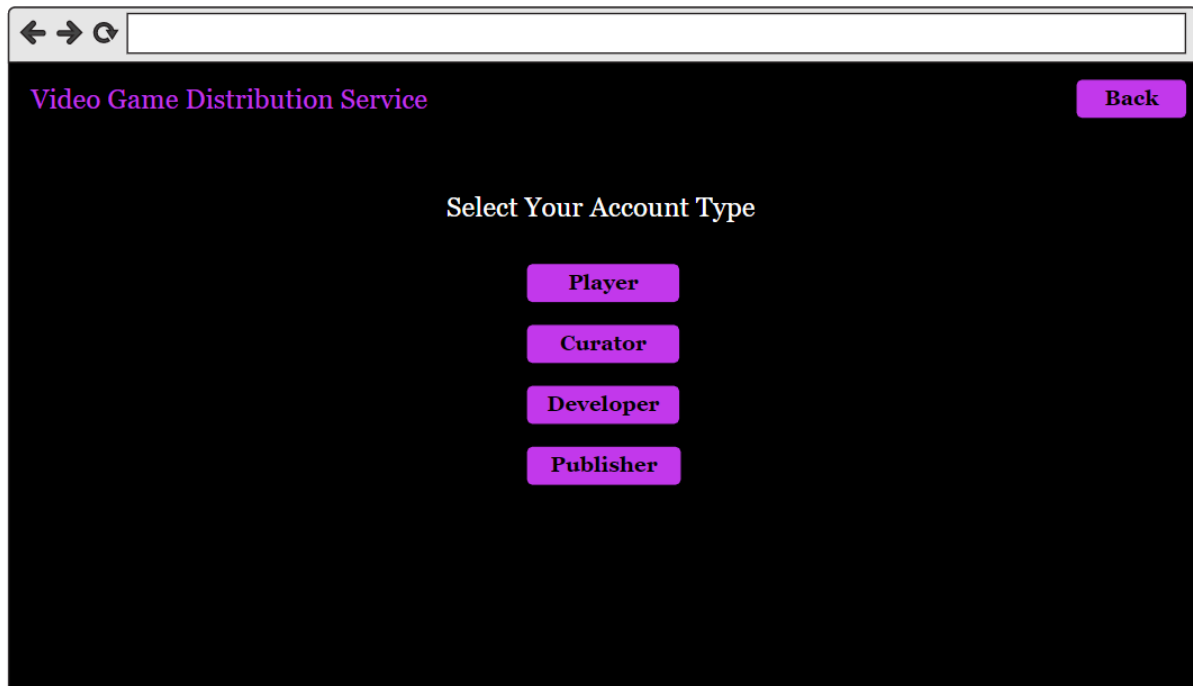 Video Game Distribution Service
Back
Select Your Account Type
Player
Curator
Developer
Publisher